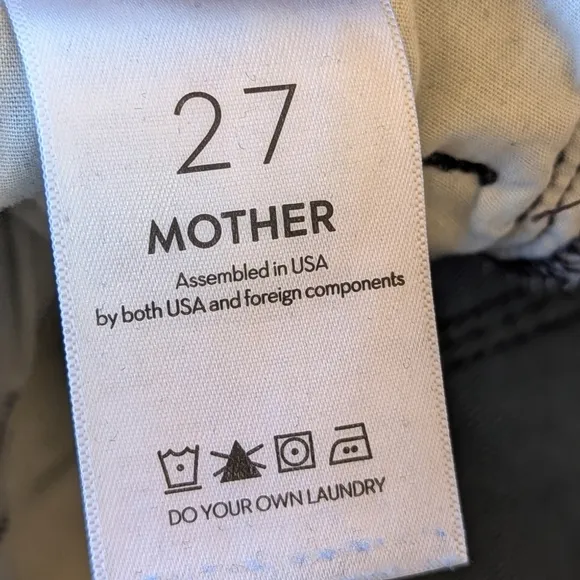 27
MOTHER
Assembled in USA
by both USA and foreign components
DO YOUR OWN LAUNDRY